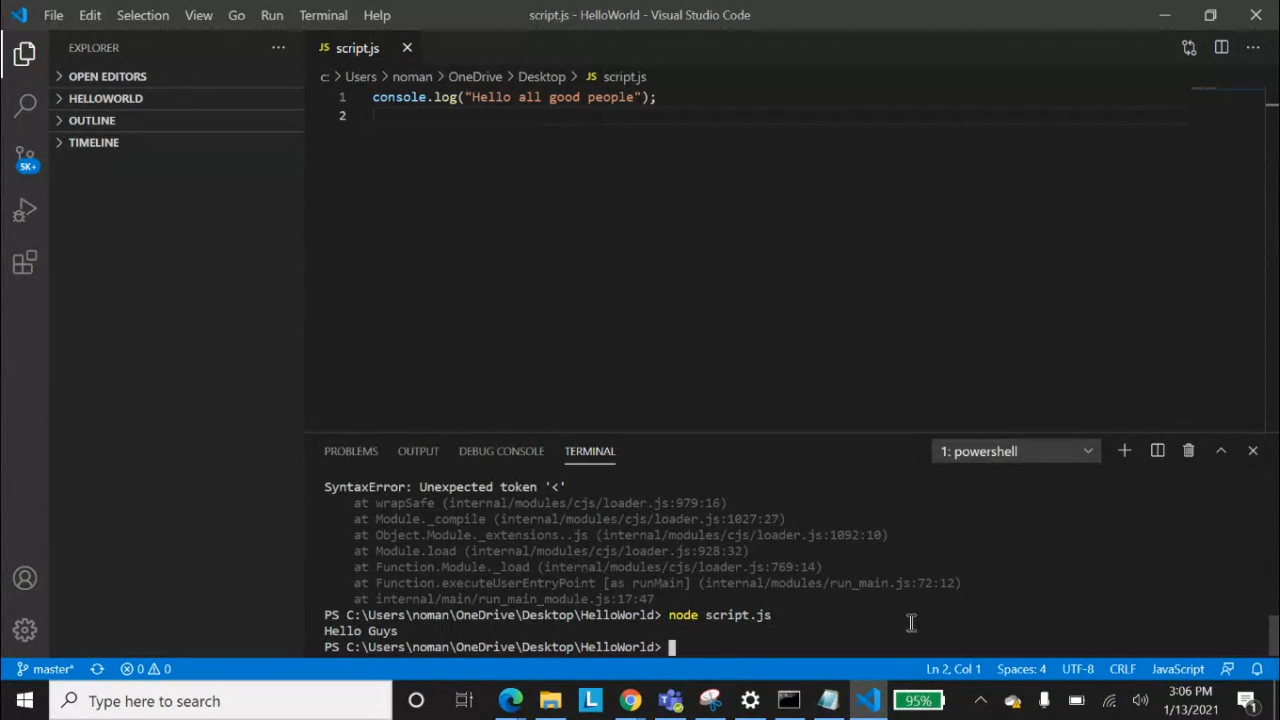 File Edit Selection View Go Run Terminal Help script.js - HelloWorld - Visual Studio Code
EXPLORER
JS script.js
OPEN EDITORS
HELLOWORLD
OUTLINE
TIMELINE
5K+
c: > Users > noman > OneDrive > Desktop > JS script.js
1 console.log("Hello all good people");
2
PROBLEMS OUTPUT DEBUG CONSOLE TERMINAL 1: powershell
SyntaxError: Unexpected token '<'
at wrapSafe (internal/modules/cjs/loader.js:979:16)
at Module._compile (internal/modules/cjs/loader.js:1027:27)
at Object.Module._extensions..js (internal/modules/cjs/loader.js:1092:10)
at Module.load (internal/modules/cjs/loader.js:928:32)
at Function.Module._load (internal/modules/cjs/loader.js:769:14)
at Function.executeUserEntryPoint [as runMain] (internal/modules/run_main.js:72:12)
at internal/main/run_main_module.js:17:47
PS C:\Users\noman\OneDrive\Desktop\HelloWorld> node script.js
Hello Guys
PS C:\Users\noman\OneDrive\Desktop\HelloWorld>
master* 0 0 Ln 2, Col 1 Spaces: 4 UTF-8 CRLF JavaScript
Type here to search L 95% 3:06 PM
1/13/2021 1